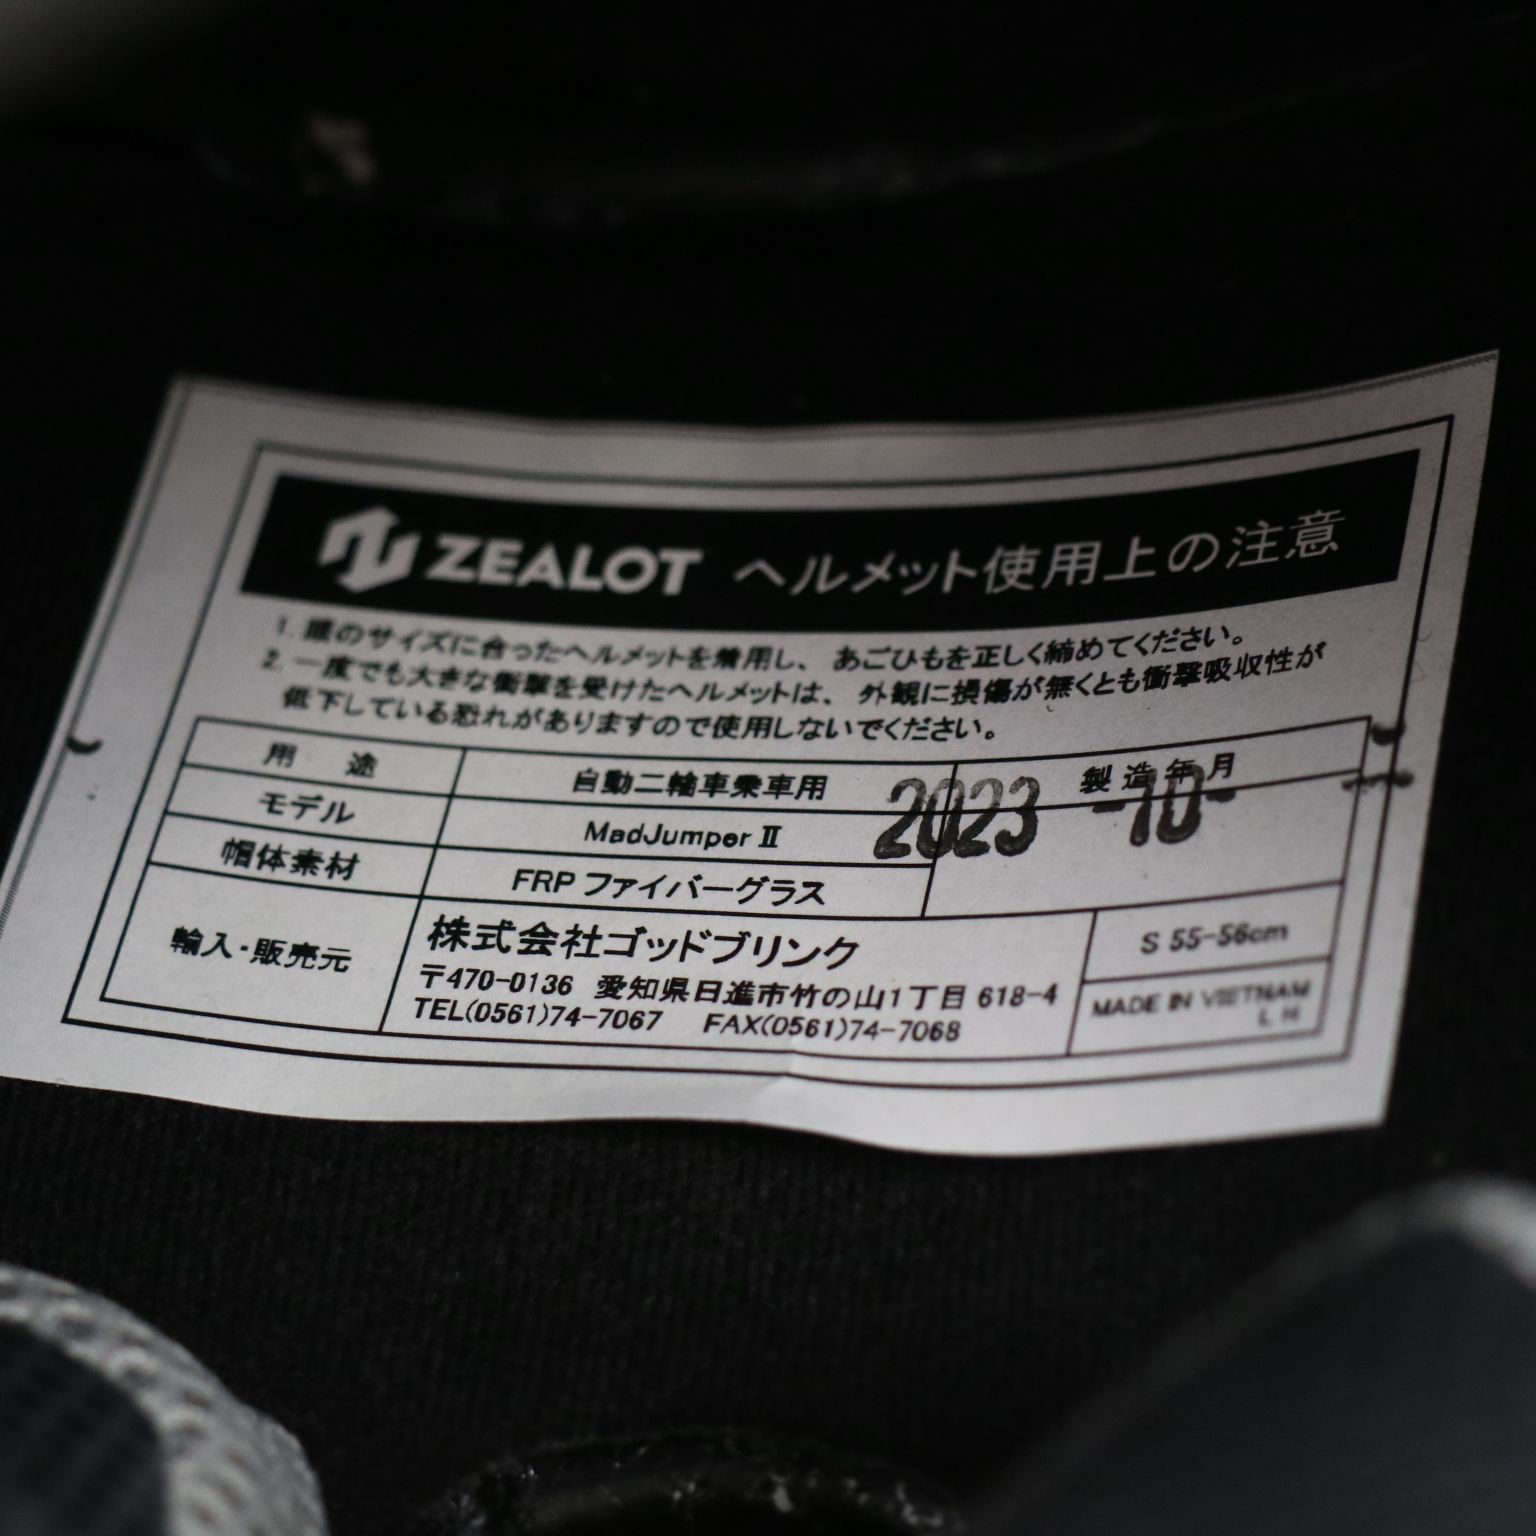 ZEALOT ヘルメット使用上の注意
1. 頭のサイズに合ったヘルメットを着用し、あごひもを正しく締めてください。
2. 一度でも大きな衝撃を受けたヘルメットは、外観に損傷が無くとも衝撃吸収性が
低下している恐れがありますので使用しないでください。
用途 自動二輪車乗車用 製造年月
モデル MadJumper Ⅱ 2023 -10-
帽体素材 FRP ファイバーグラス
輸入・販売元 株式会社ゴッドブリンク S 55-56cm
〒470-0136 愛知県日進市竹の山1丁目 618-4 MADE IN VIETNAM
TEL(0561)74-7067 FAX(0561)74-7068 L H